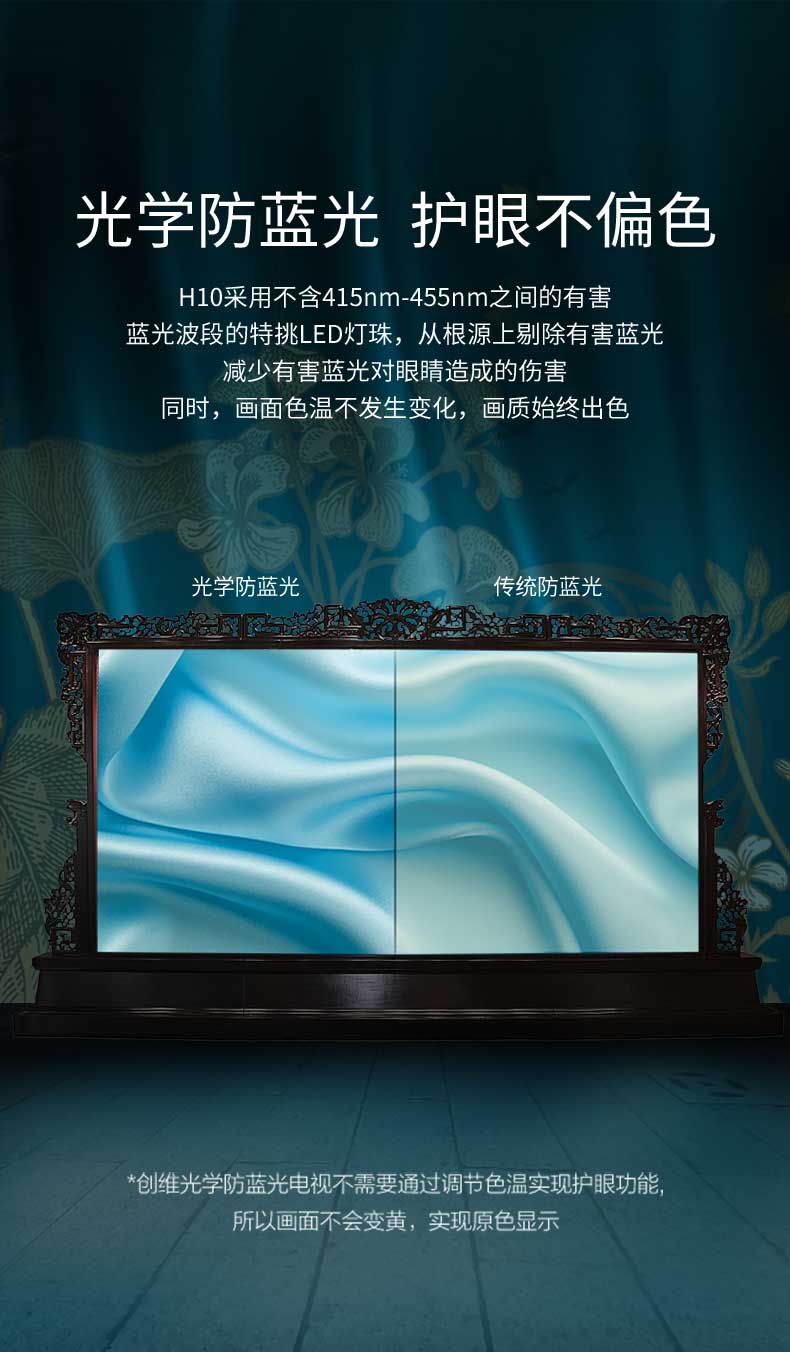 光学防蓝光 护眼不偏色
H10采用不含415nm-455nm之间的有害
蓝光波段的特挑LED灯珠，从根源上剔除有害蓝光
减少有害蓝光对眼睛造成的伤害
同时，画面色温不发生变化，画质始终出色
光学防蓝光 传统防蓝光
*创维光学防蓝光电视不需要通过调节色温实现护眼功能,
所以画面不会变黄，实现原色显示